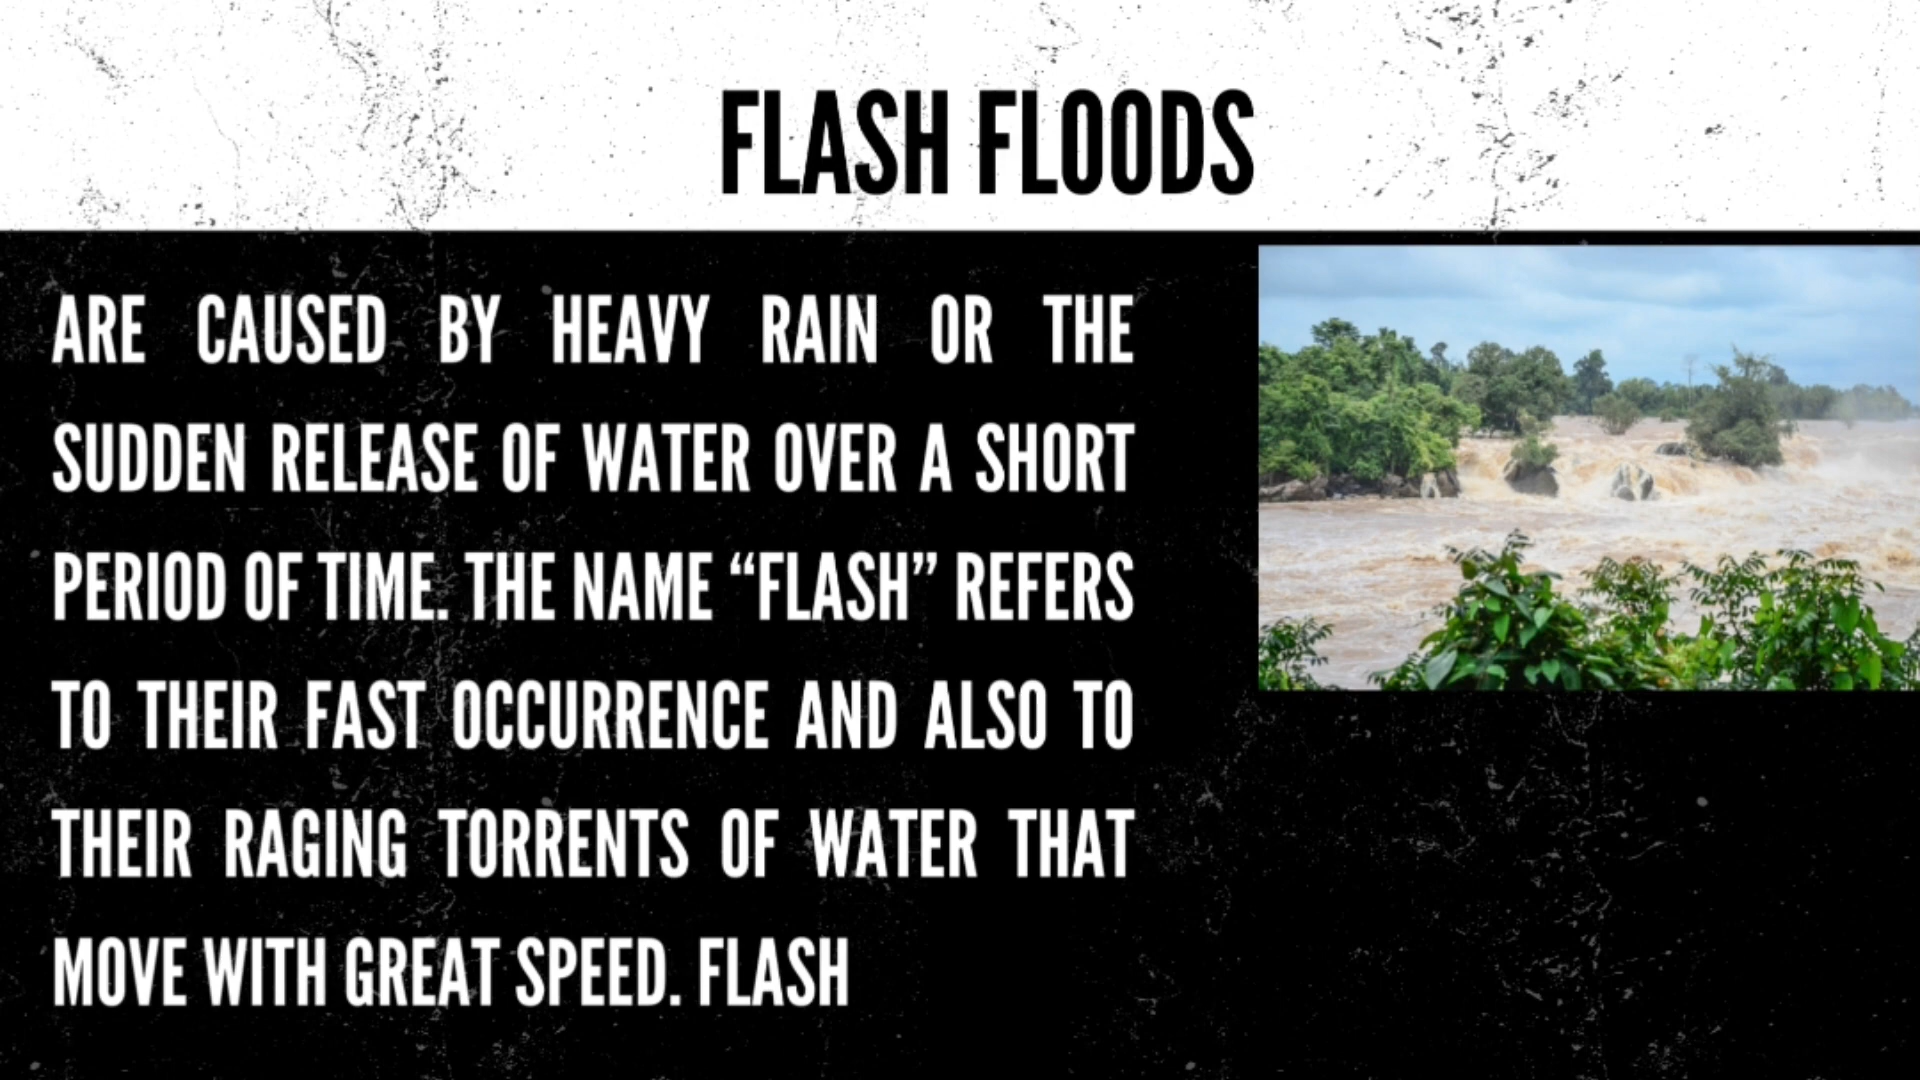 FLASH FLOODS
ARE CAUSED BY HEAVY RAIN OR THE
SUDDEN RELEASE OF WATER OVER A SHORT
PERIOD OF TIME. THE NAME “FLASH” REFERS
TO THEIR FAST OCCURRENCE AND ALSO TO
THEIR RAGING TORRENTS OF WATER THAT
MOVE WITH GREAT SPEED. FLASH